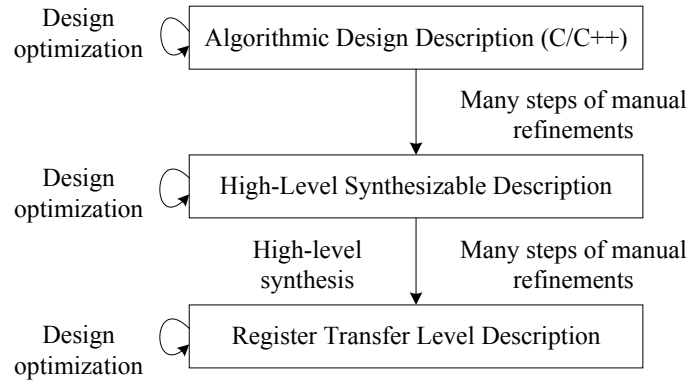 Design
optimization
Algorithmic Design Description (C/C++)
Many steps of manual
refinements
Design
optimization
High-Level Synthesizable Description
High-level
synthesis
Many steps of manual
refinements
Design
optimization
Register Transfer Level Description